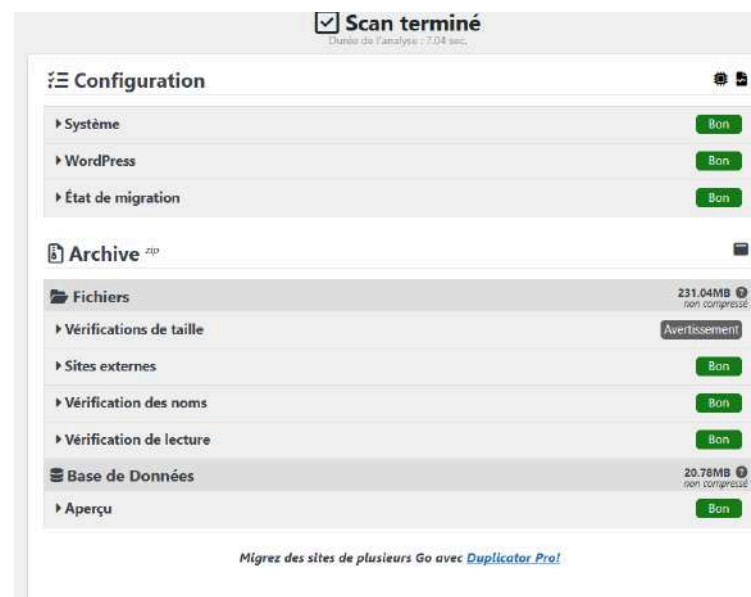 Scan terminé
Durée de l'analyse : 7.04 sec.
Configuration
Système Bon
WordPress Bon
État de migration Bon
Archive zip
Fichiers 231.04MB
non compressé
Vérifications de taille Avertissement
Sites externes Bon
Vérification des noms Bon
Vérification de lecture Bon
Base de Données 20.78MB
non compressé
Aperçu Bon
Migrez des sites de plusieurs Go avec Duplicator Pro!